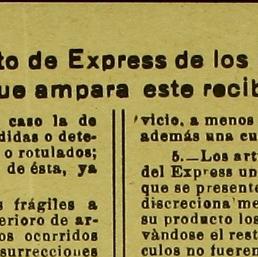 to de Express de los
ue ampara este recib
caso la de
didas o dete-
o rotulados;
de ésta, ya
s frágiles a
terioro de ar-
os ocnrridos
surrecciones
vicio, a menos
además una cu
5.—Los art
del Express un
que se presente
discreciona'me
su producto los
vándose el rest
culos no fueren